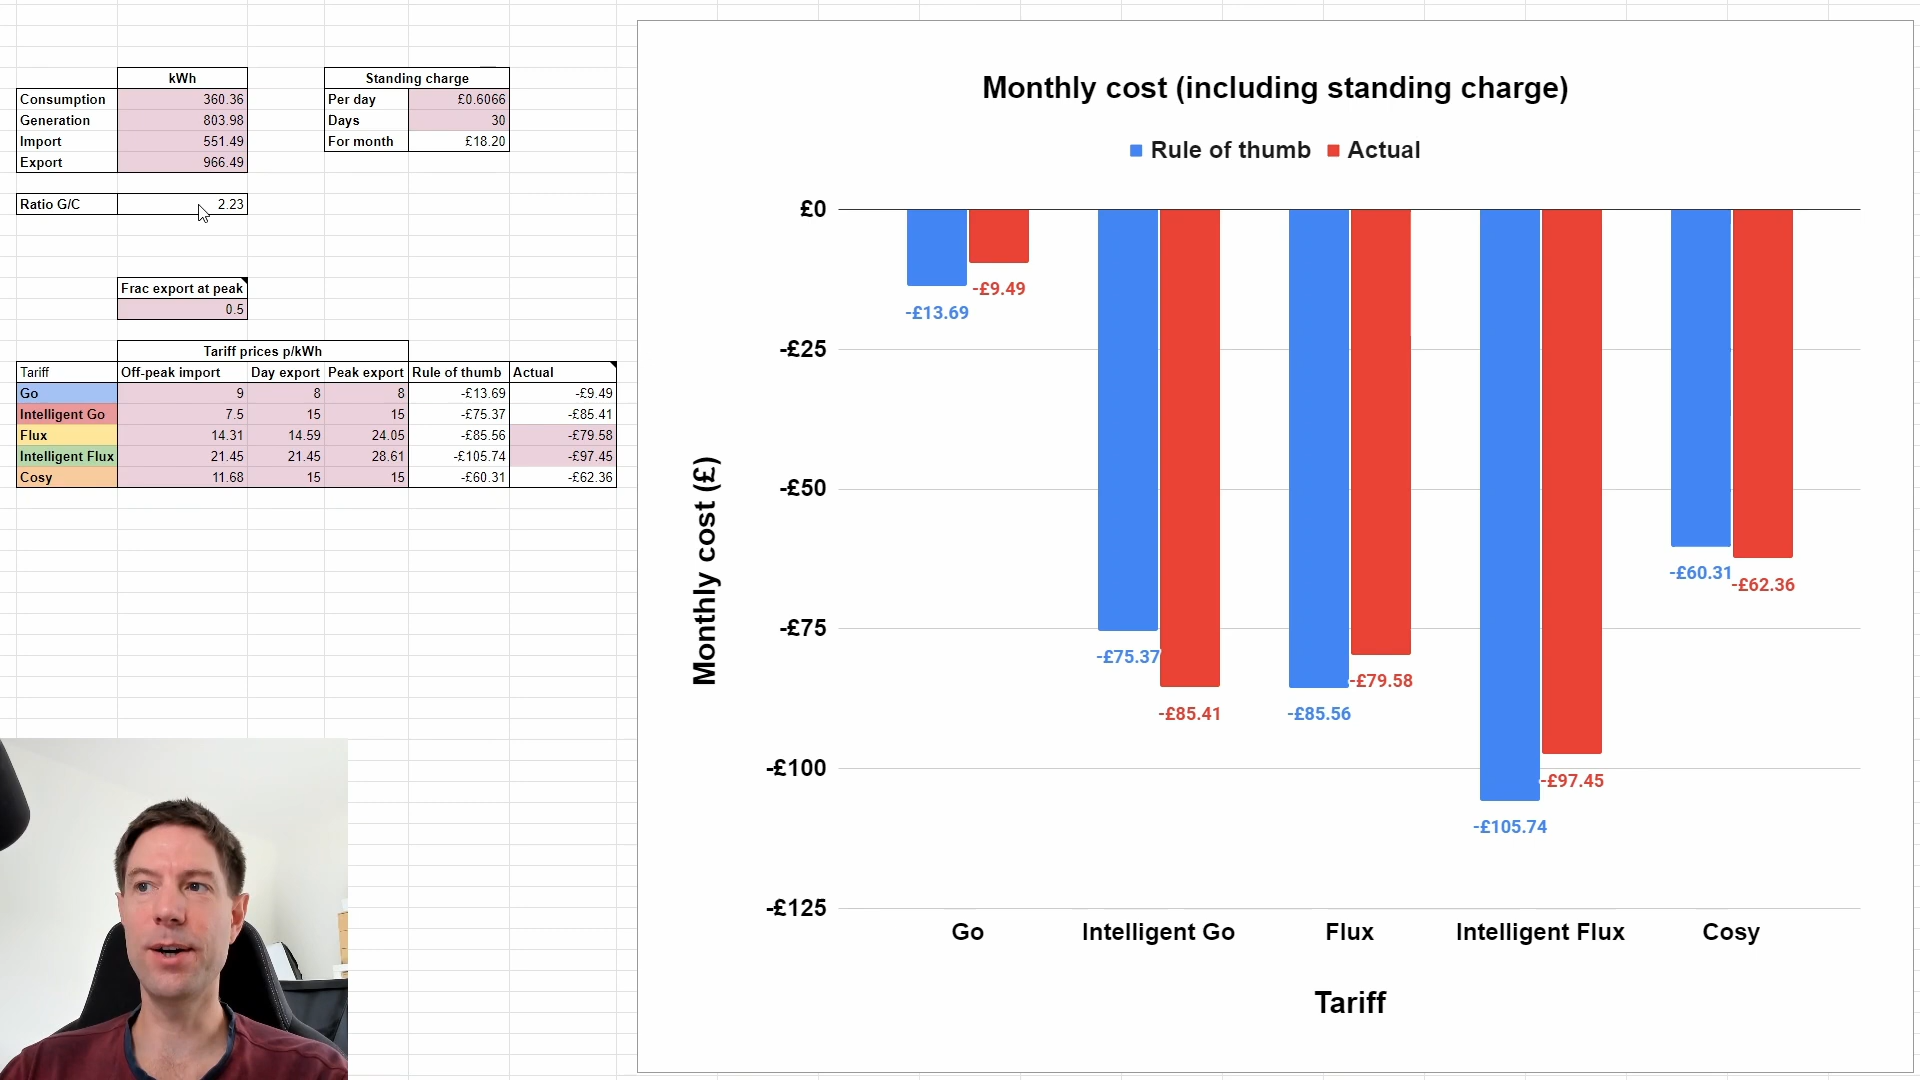 kWh
Consumption 360.36
Generation 803.98
Import 551.49
Export 966.49
Ratio G/C 2.23
Standing charge
Per day £0.6066
Days 30
For month £18.20
Frac export at peak
0.5
Tariff prices p/kWh
Tariff Off-peak import Day export Peak export Rule of thumb Actual
Go 9 8 8 -£13.69 -£9.49
Intelligent Go 7.5 15 15 -£75.37 -£85.41
Flux 14.31 14.59 24.05 -£85.56 -£79.58
Intelligent Flux 21.45 21.45 28.61 -£105.74 -£97.45
Cosy 11.68 15 15 -£60.31 -£62.36
Monthly cost (including standing charge)
Rule of thumb Actual
£0
-£25
-£50
-£75
-£100
-£125
Monthly cost (£)
-£13.69
-£9.49
-£75.37
-£85.41
-£85.56
-£79.58
-£105.74
-£97.45
-£60.31
-£62.36
Go Intelligent Go Flux Intelligent Flux Cosy
Tariff